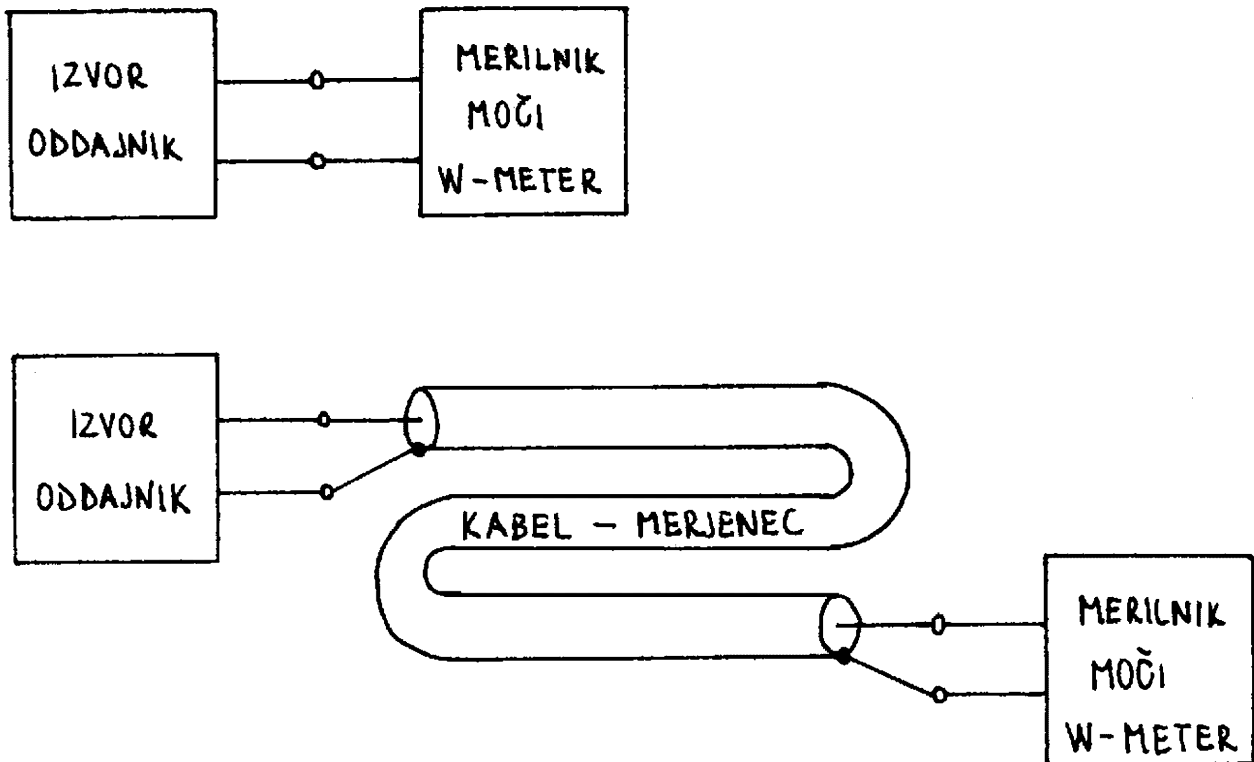 IZVOR
ODDAJNIK
MERILNIK
MOČI
W-METER
IZVOR
ODDAJNIK
KABEL - MERJENEC
MERILNIK
MOČI
W-METER